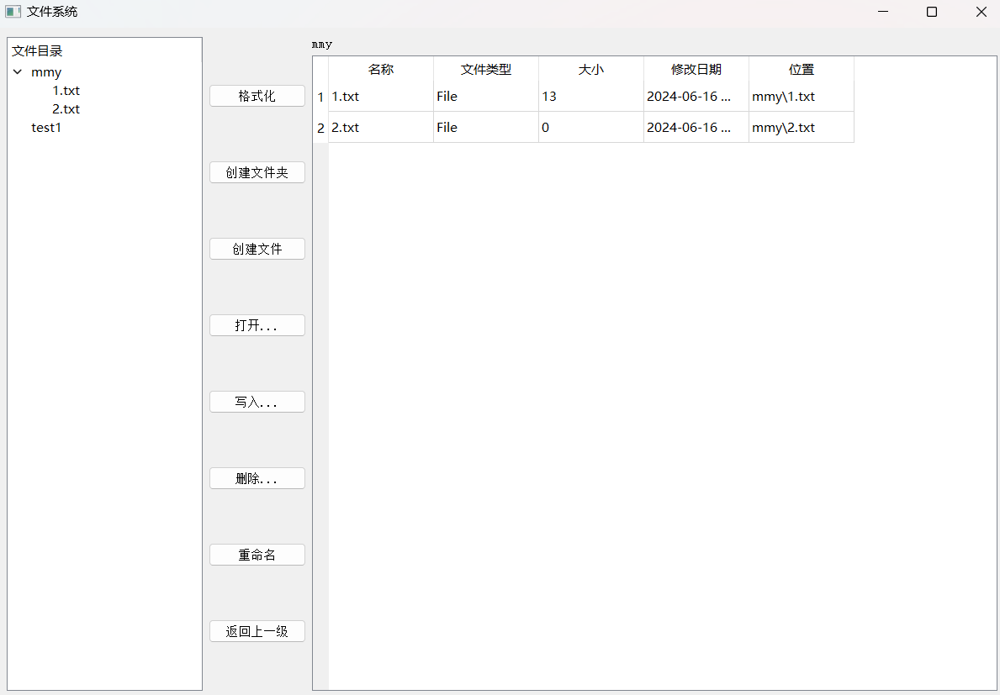 文件系统
文件目录
mmy
1.txt
2.txt
test1
格式化
创建文件夹
创建文件
打开...
写入...
删除...
重命名
返回上一级
mmy
名称 文件类型 大小 修改日期 位置
1 1.txt File 13 2024-06-16 ... mmy\1.txt
2 2.txt File 0 2024-06-16 ... mmy\2.txt